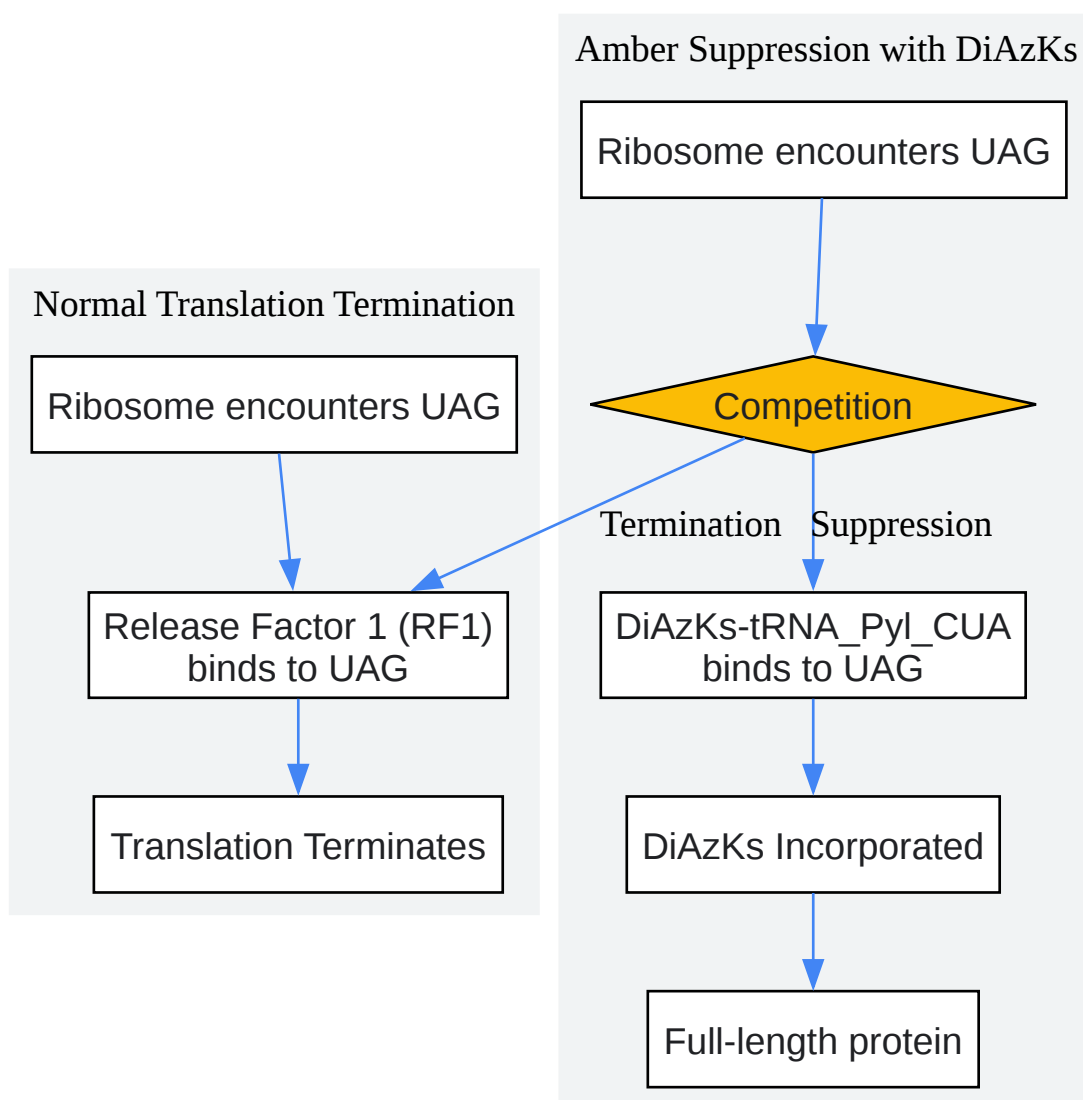 Amber Suppression with DiAzKs
Ribosome encounters UAG
Normal Translation Termination
Ribosome encounters UAG
Competition
Termination
Suppression
Release Factor 1 (RF1)
binds to UAG
DiAzKs-tRNA_Pyl_CUA
binds to UAG
Translation Terminates
DiAzKs Incorporated
Full-length protein